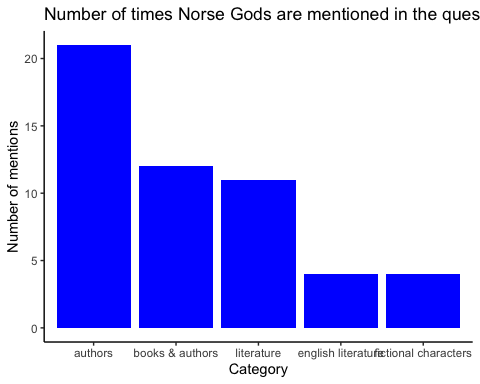 Number of times Norse Gods are mentioned in the ques
Number of mentions
20
15
10
5
0
authors books & authors literature english literature fictional characters
Category